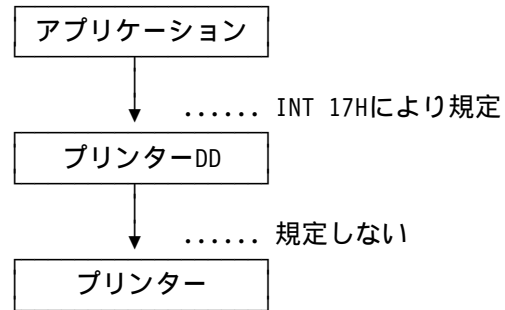 アプリケーション
...... INT 17Hにより規定
プリンターDD
...... 規定しない
プリンター